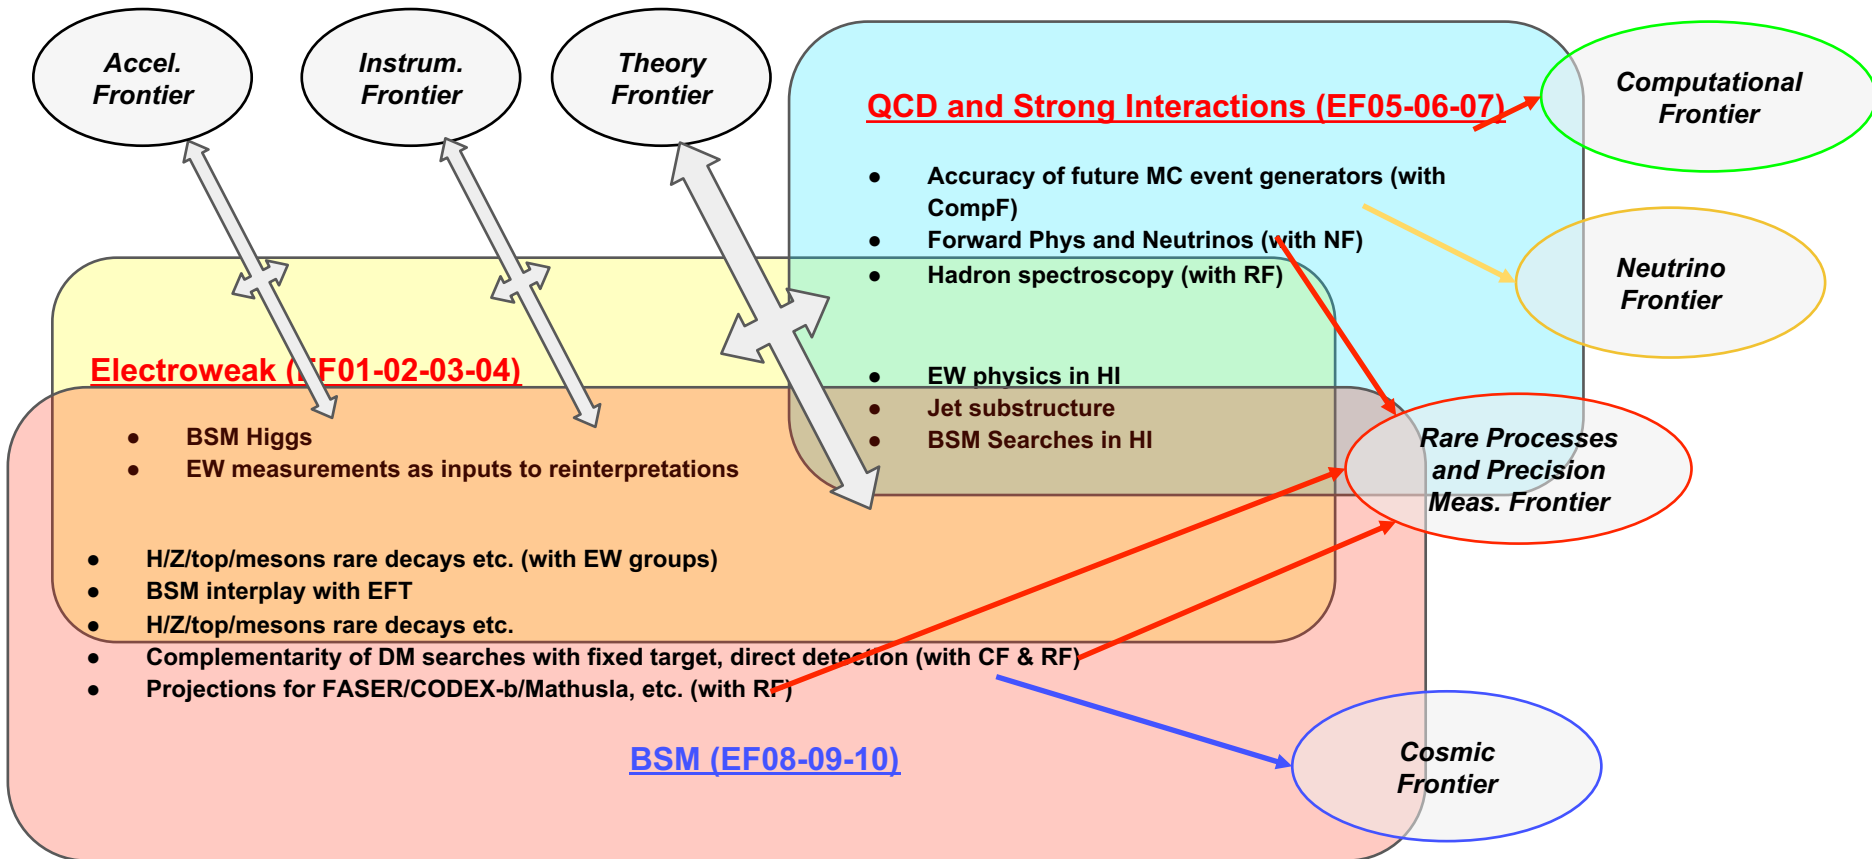 Accel.
Frontier
Instrum.
Frontier
Theory
Frontier
QCD and Strong Interactions (EF05-06-07)
Computational
Frontier
● Accuracy of future MC event generators (with
CompF)
● Forward Phys and Neutrinos (with NF)
● Hadron spectroscopy (with RF)
Neutrino
Frontier
Electroweak (EF01-02-03-04)
● EW physics in HI
● Jet substructure
● BSM Searches in HI
● BSM Higgs
● EW measurements as inputs to reinterpretations
Rare Processes
and Precision
Meas. Frontier
● H/Z/top/mesons rare decays etc. (with EW groups)
● BSM interplay with EFT
● H/Z/top/mesons rare decays etc.
● Complementarity of DM searches with fixed target, direct detection (with CF & RF)
● Projections for FASER/CODEX-b/Mathusla, etc. (with RF)
BSM (EF08-09-10)
Cosmic
Frontier